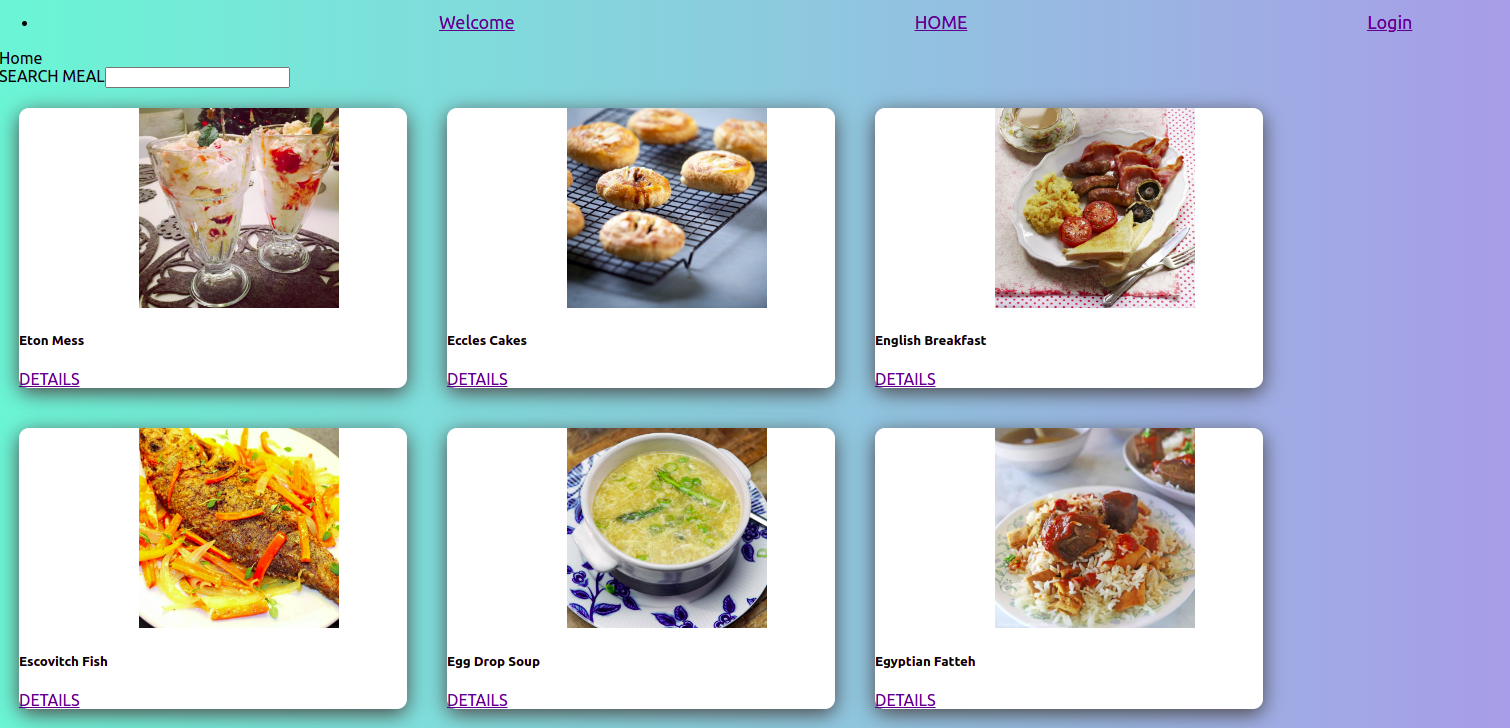 Welcome HOME Login
Home
SEARCH MEAL
Eton Mess Eccles Cakes English Breakfast
DETAILS DETAILS DETAILS
Escovitch Fish Egg Drop Soup Egyptian Fatteh
DETAILS DETAILS DETAILS